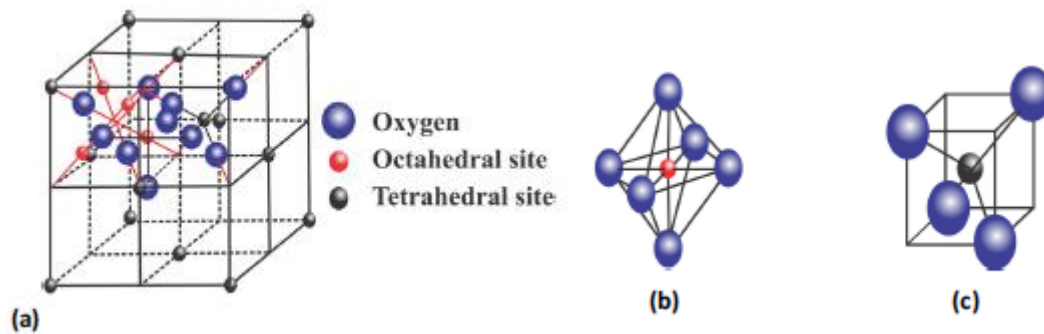 Oxygen
Octahedral site
Tetrahedral site
(a)
(b)
(c)